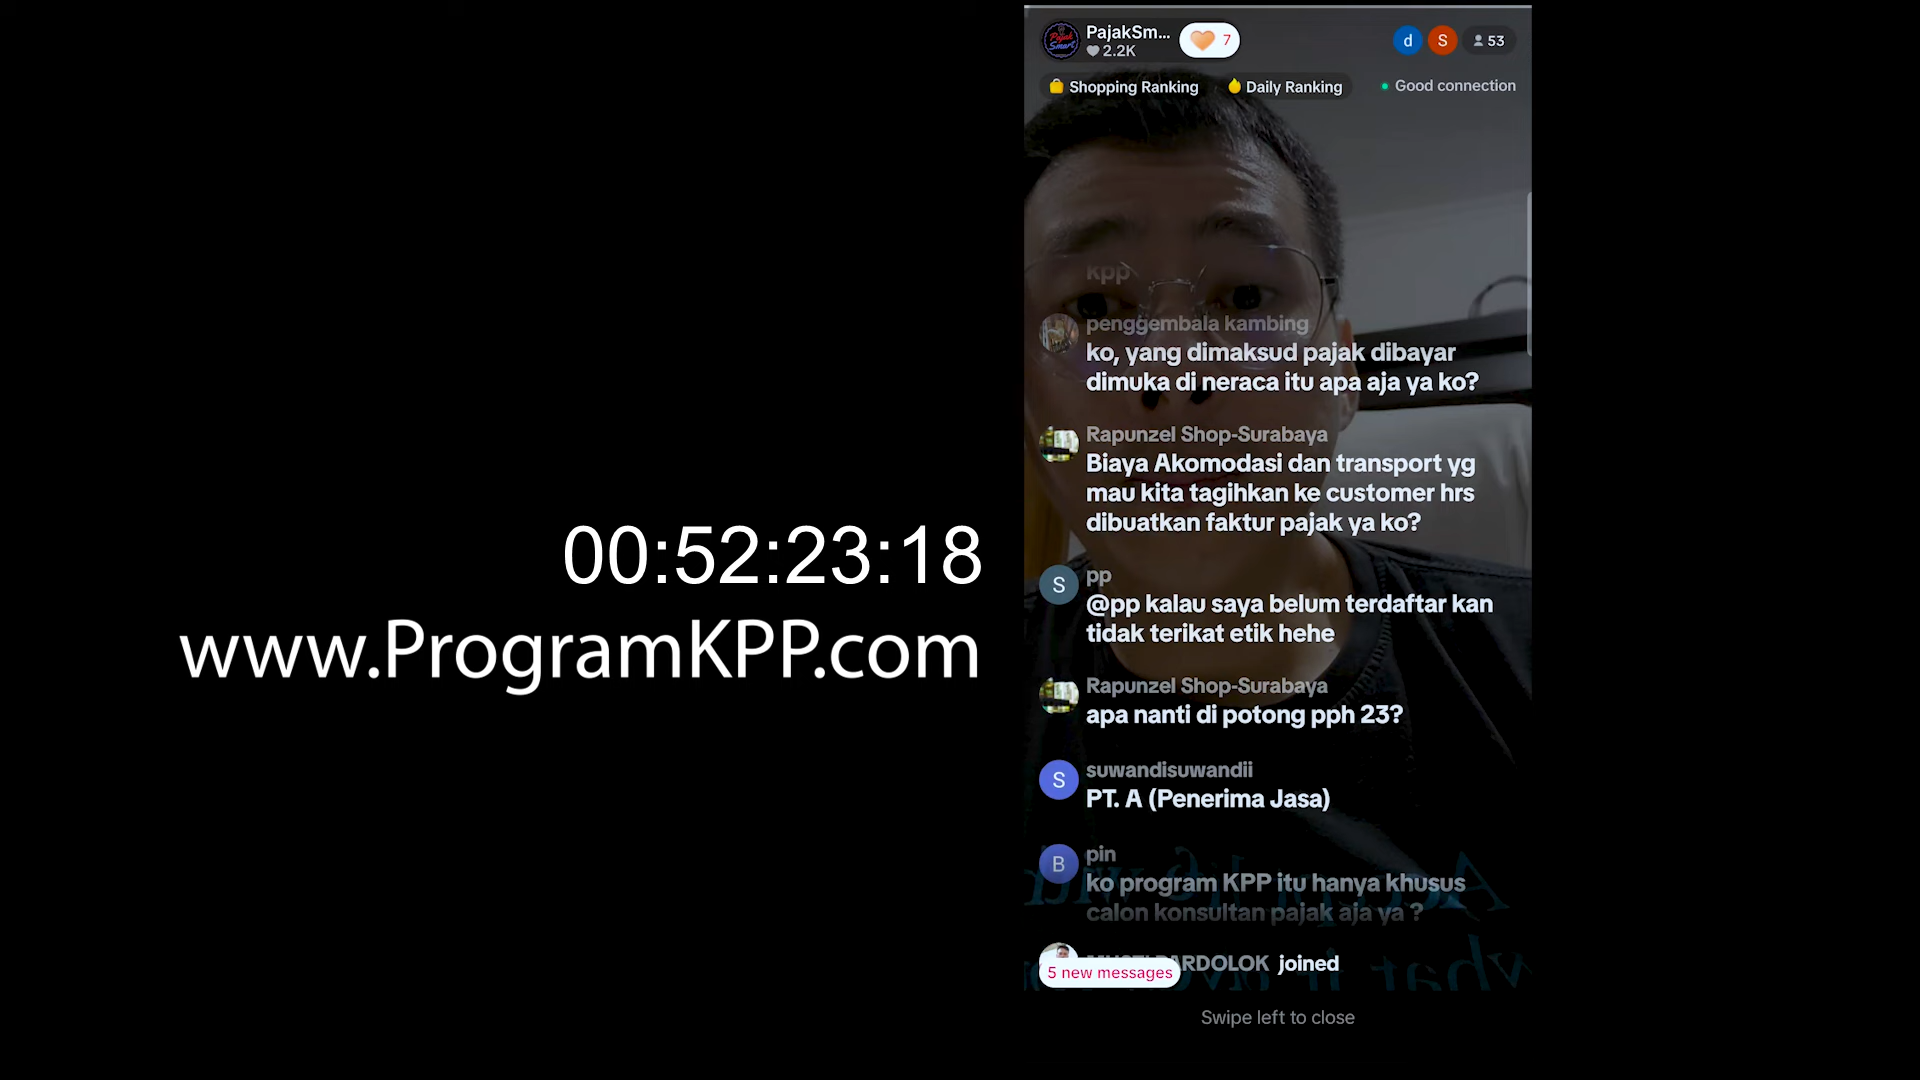 00:52:23:18
www.ProgramKPP.com
Pajak
Smart
PajakSm...
2.2K
7
d
S
53
Shopping Ranking
Daily Ranking
Good connection
kpp
penggembala kambing
ko, yang dimaksud pajak dibayar
dimuka di neraca itu apa aja ya ko?
Rapunzel Shop-Surabaya
Biaya Akomodasi dan transport yg
mau kita tagihkan ke customer hrs
dibuatkan faktur pajak ya ko?
S
pp
@pp kalau saya belum terdaftar kan
tidak terikat etik hehe
Rapunzel Shop-Surabaya
apa nanti di potong pph 23?
S
suwandisuwandii
PT. A (Penerima Jasa)
B
pin
ko program KPP itu hanya khusus
calon konsultan pajak aja ya ?
joined
5 new messages
Swipe left to close